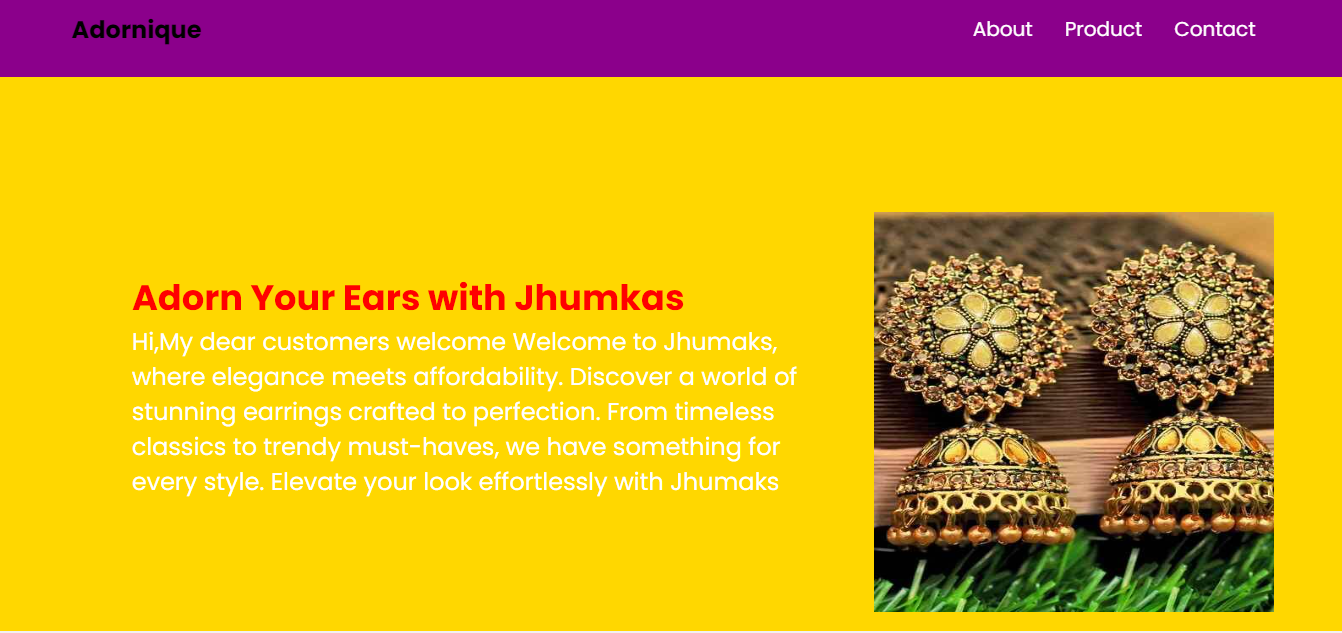 Adornique
About Product Contact
Adorn Your Ears with Jhumkas
Hi,My dear customers welcome Welcome to Jhumaks,
where elegance meets affordability. Discover a world of
stunning earrings crafted to perfection. From timeless
classics to trendy must-haves, we have something for
every style. Elevate your look effortlessly with Jhumaks